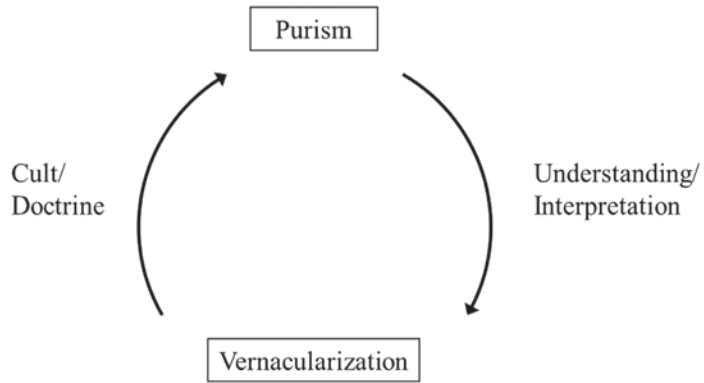 Purism
Cult/
Doctrine
Understanding/
Interpretation
Vernacularization